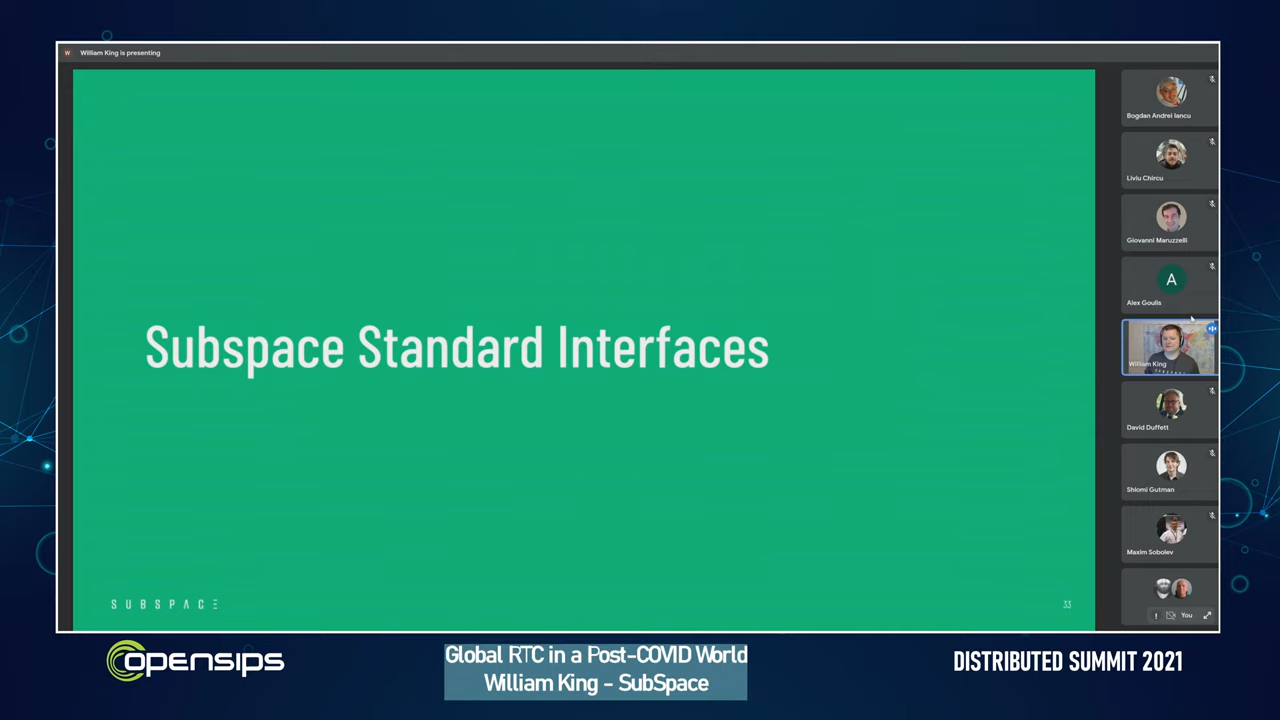 W William King is presenting
Subspace Standard Interfaces
SUBSPACE
33
Bogdan Andrei Iancu
Liviu Chircu
Giovanni Maruzzelli
A
Alex Goulis
William King
David Duffett
Shlomi Gutman
Maxim Sobolev
You
OPENSIPS
Global RTC in a Post-COVID World
William King - SubSpace
DISTRIBUTED SUMMIT 2021